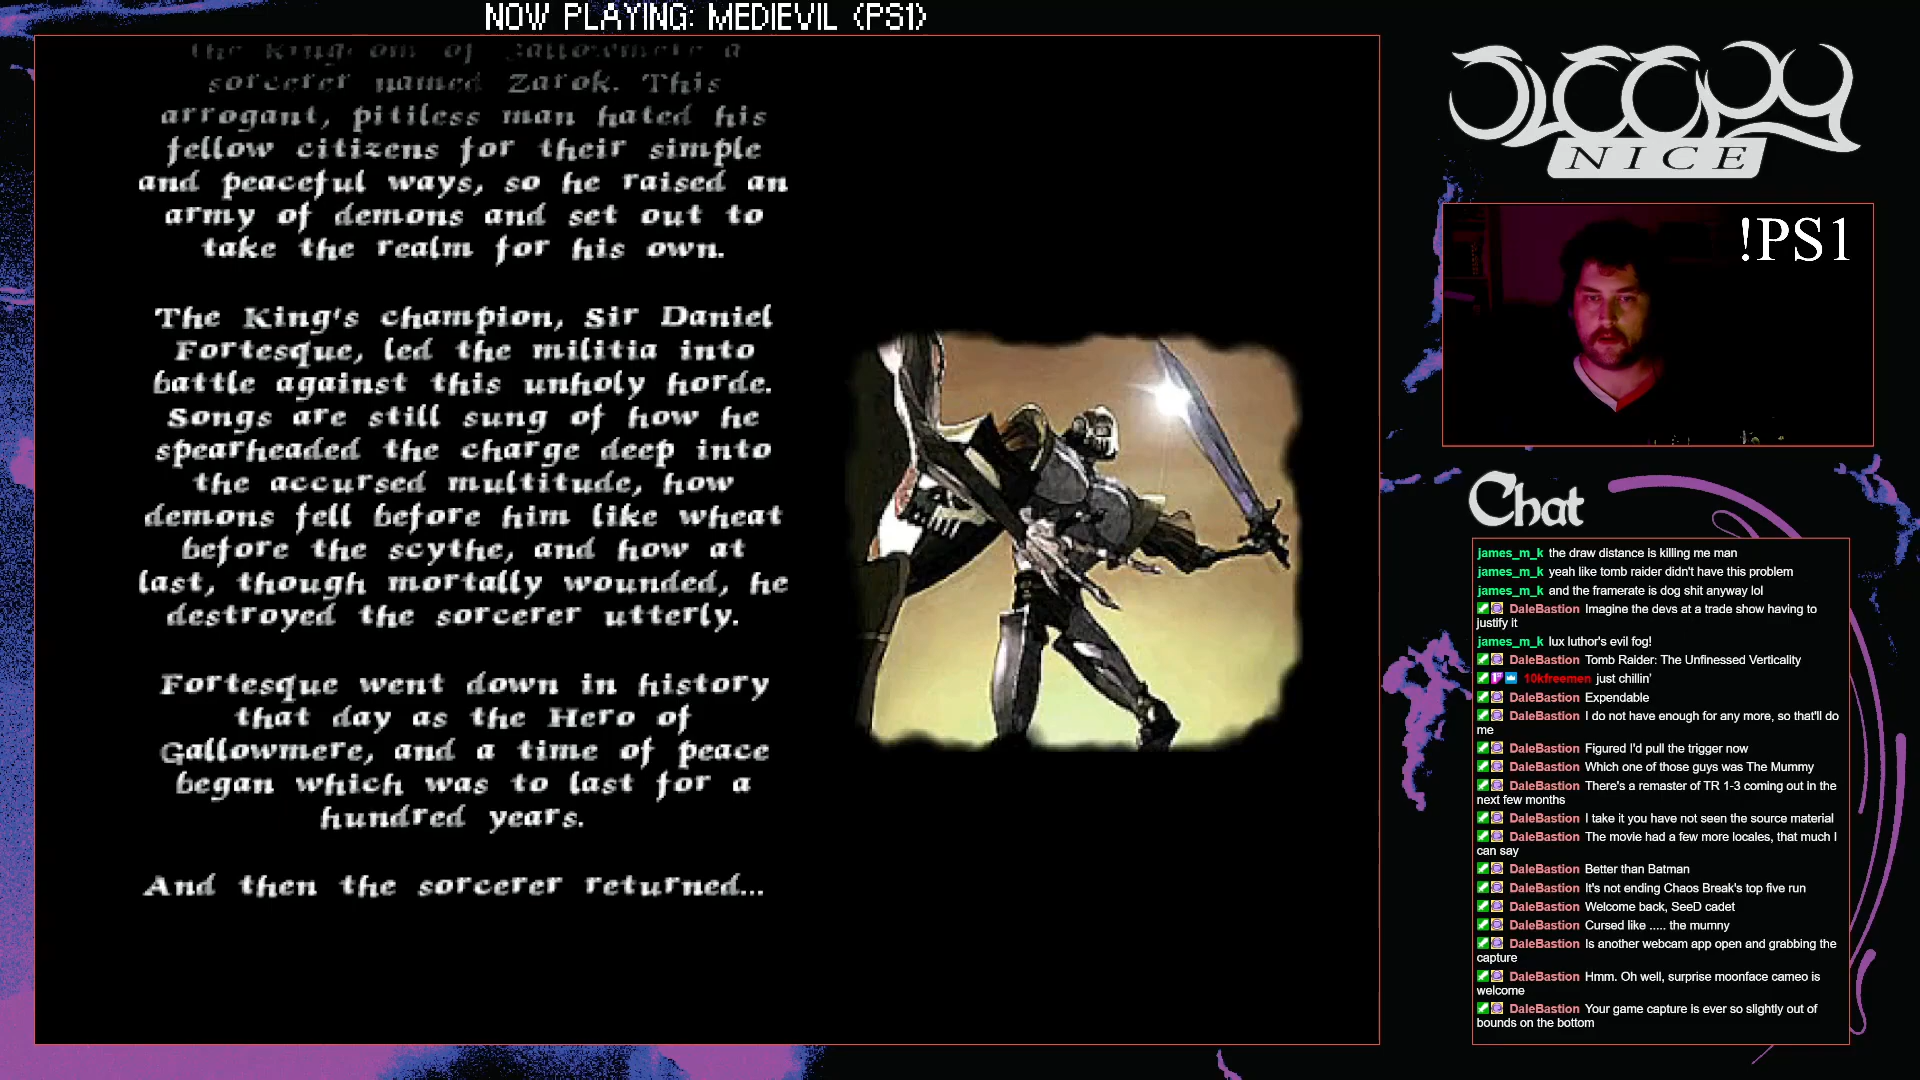 NOW PLAYING: MEDIEVIL (PS1)
the Kingdom of Gallowmere a
sorcerer named Zarok. This
arrogant, pitiless man hated his
fellow citizens for their simple
and peaceful ways, so he raised an
army of demons and set out to
take the realm for his own.
The King's champion, Sir Daniel
Fortesque, led the militia into
battle against this unholy horde.
Songs are still sung of how he
spearheaded the charge deep into
the accursed multitude, how
demons fell before him like wheat
before the scythe, and how at
last, though mortally wounded, he
destroyed the sorcerer utterly.
Fortesque went down in history
that day as the Hero of
Gallowmere, and a time of peace
began which was to last for a
hundred years.
And then the sorcerer returned...
NICE
!PS1
Chat
james_m_k the draw distance is killing me man
james_m_k yeah like tomb raider didn't have this problem
james_m_k and the framerate is dog shit anyway lol
DaleBastion Imagine the devs at a trade show having to
justify it
james_m_k lux luthor's evil fog!
DaleBastion Tomb Raider: The Unfinessed Verticality
10kfreemen just chillin'
DaleBastion Expendable
DaleBastion I do not have enough for any more, so that'll do
me
DaleBastion Figured I'd pull the trigger now
DaleBastion Which one of those guys was The Mummy
DaleBastion There's a remaster of TR 1-3 coming out in the
next few months
DaleBastion I take it you have not seen the source material
DaleBastion The movie had a few more locales, that much I
can say
DaleBastion Better than Batman
DaleBastion It's not ending Chaos Break's top five run
DaleBastion Welcome back, SeeD cadet
DaleBastion Cursed like ..... the mumny
DaleBastion Is another webcam app open and grabbing the
capture
DaleBastion Hmm. Oh well, surprise moonface cameo is
welcome
DaleBastion Your game capture is ever so slightly out of
bounds on the bottom